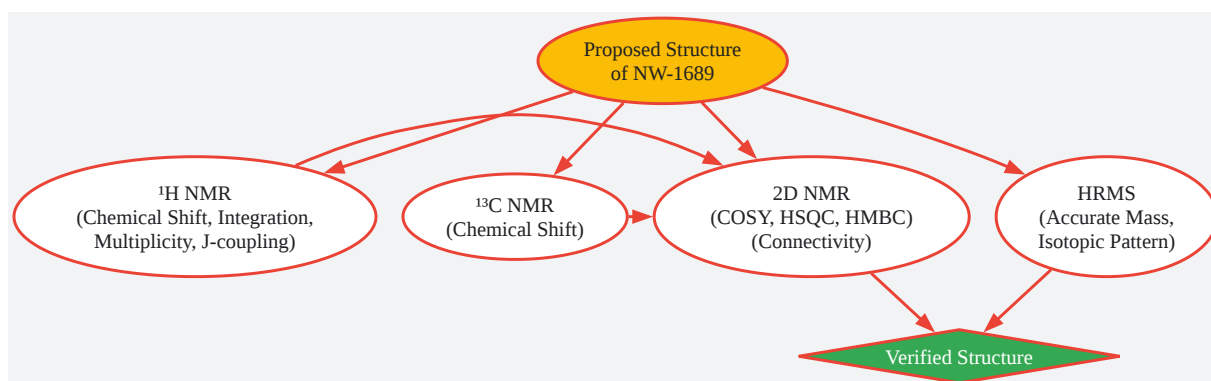 Proposed Structure
of NW-1689
¹H NMR
(Chemical Shift, Integration,
Multiplicity, J-coupling)
¹³C NMR
(Chemical Shift)
2D NMR
(COSY, HSQC, HMBC)
(Connectivity)
HRMS
(Accurate Mass,
Isotopic Pattern)
Verified Structure